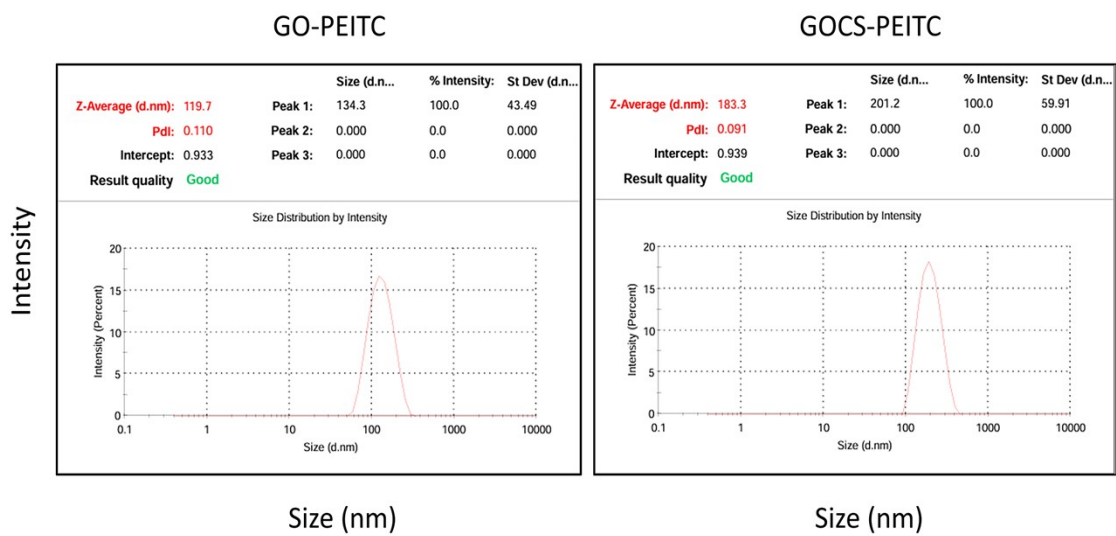 GO-PEITC
Size (d.n... % Intensity: St Dev (d.n...
Z-Average (d.nm): 119.7 Peak 1: 134.3 100.0 43.49
PdI: 0.110 Peak 2: 0.000 0.0 0.000
Intercept: 0.933 Peak 3: 0.000 0.0 0.000
Result quality Good
Size Distribution by Intensity
Intensity
Intensity (Percent)
20
15
10
5
0
0.1 1 10 100 1000 10000
Size (d.nm)
Size (nm)
GOCS-PEITC
Size (d.n... % Intensity: St Dev (d.n...
Z-Average (d.nm): 183.3 Peak 1: 201.2 100.0 59.91
PdI: 0.091 Peak 2: 0.000 0.0 0.000
Intercept: 0.939 Peak 3: 0.000 0.0 0.000
Result quality Good
Size Distribution by Intensity
Intensity (Percent)
20
15
10
5
0
0.1 1 10 100 1000 10000
Size (d.nm)
Size (nm)